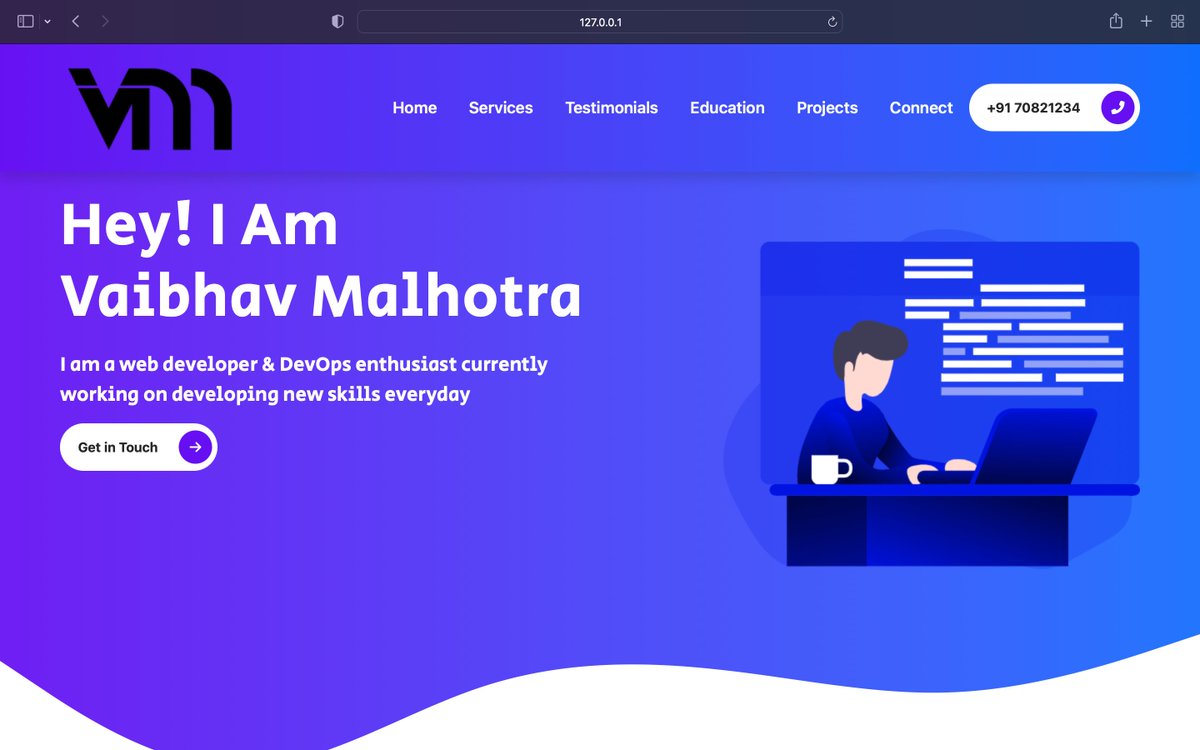 127.0.0.1
vm
Home Services Testimonials Education Projects Connect +91 70821234
Hey! I Am
Vaibhav Malhotra
I am a web developer & DevOps enthusiast currently
working on developing new skills everyday
Get in Touch